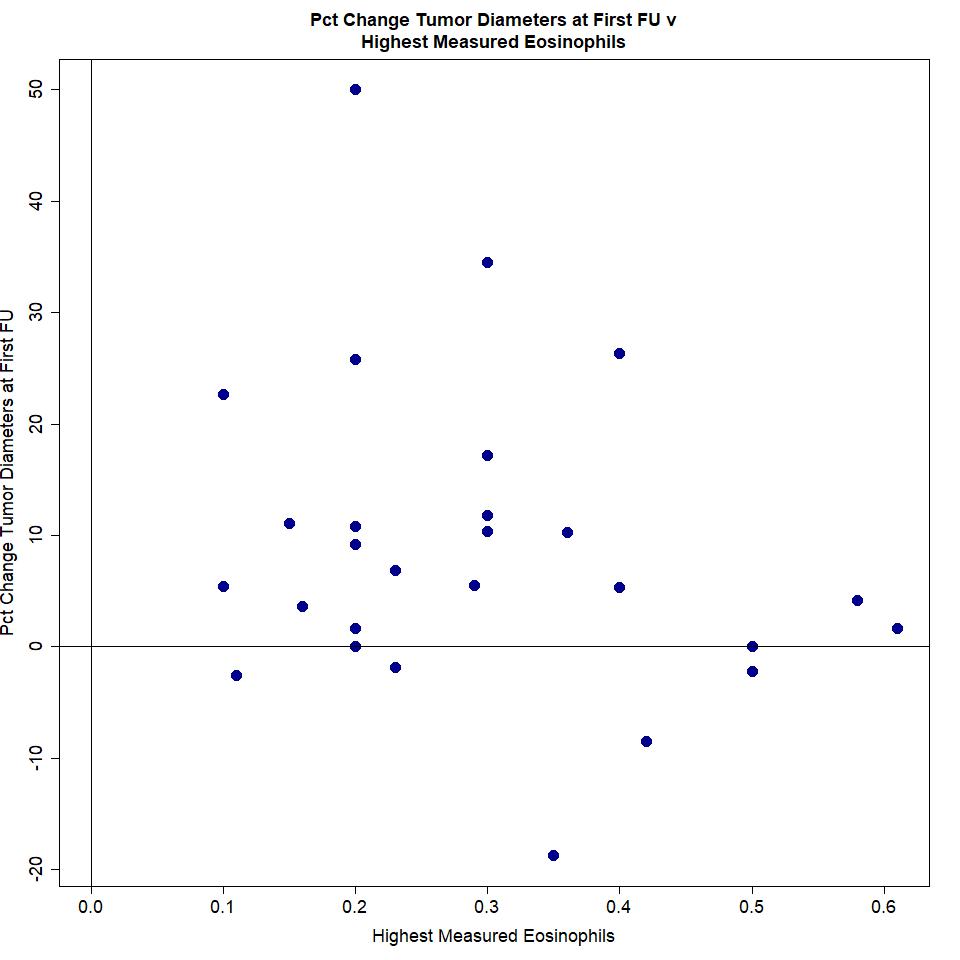 Pct Change Tumor Diameters at First FU v
Highest Measured Eosinophils
Pct Change Tumor Diameters at First FU
50
40
30
20
10
0
-10
-20
0.0 0.1 0.2 0.3 0.4 0.5 0.6
Highest Measured Eosinophils